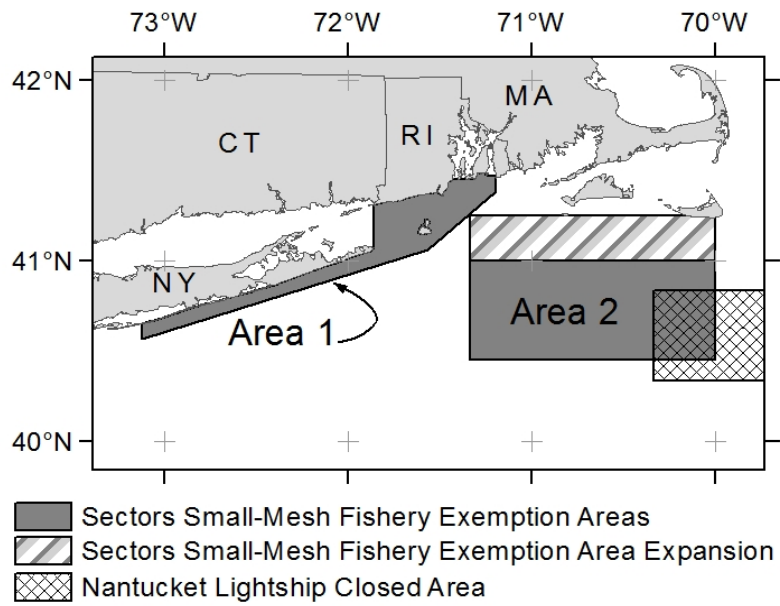 73°W 72°W 71°W 70°W
42°N
MA
CT RI
41°N
NY
Area 2
Area 1
40°N
Sectors Small-Mesh Fishery Exemption Areas
Sectors Small-Mesh Fishery Exemption Area Expansion
Nantucket Lightship Closed Area